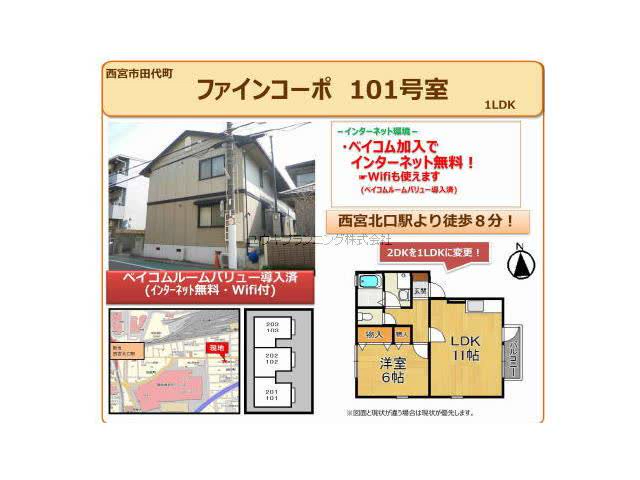 西宮市田代町
ファインコーポ 101号室
1LDK
－インターネット環境－
・ベイコム加入で
インターネット無料！
☞Wifiも使えます
(ベイコムルームバリュー導入済)
西宮北口駅より徒歩８分！
2DKを1LDKに変更！
N
ベイコムルームバリュー導入済
(ｲﾝﾀｰﾈｯﾄ無料・Wifi付)
現地
203
103
202
102
201
101
玄関
物入
物入
洋室
6帖
LDK
11帖
バルコニー
※図面と現状が違う場合は現状が優先します。